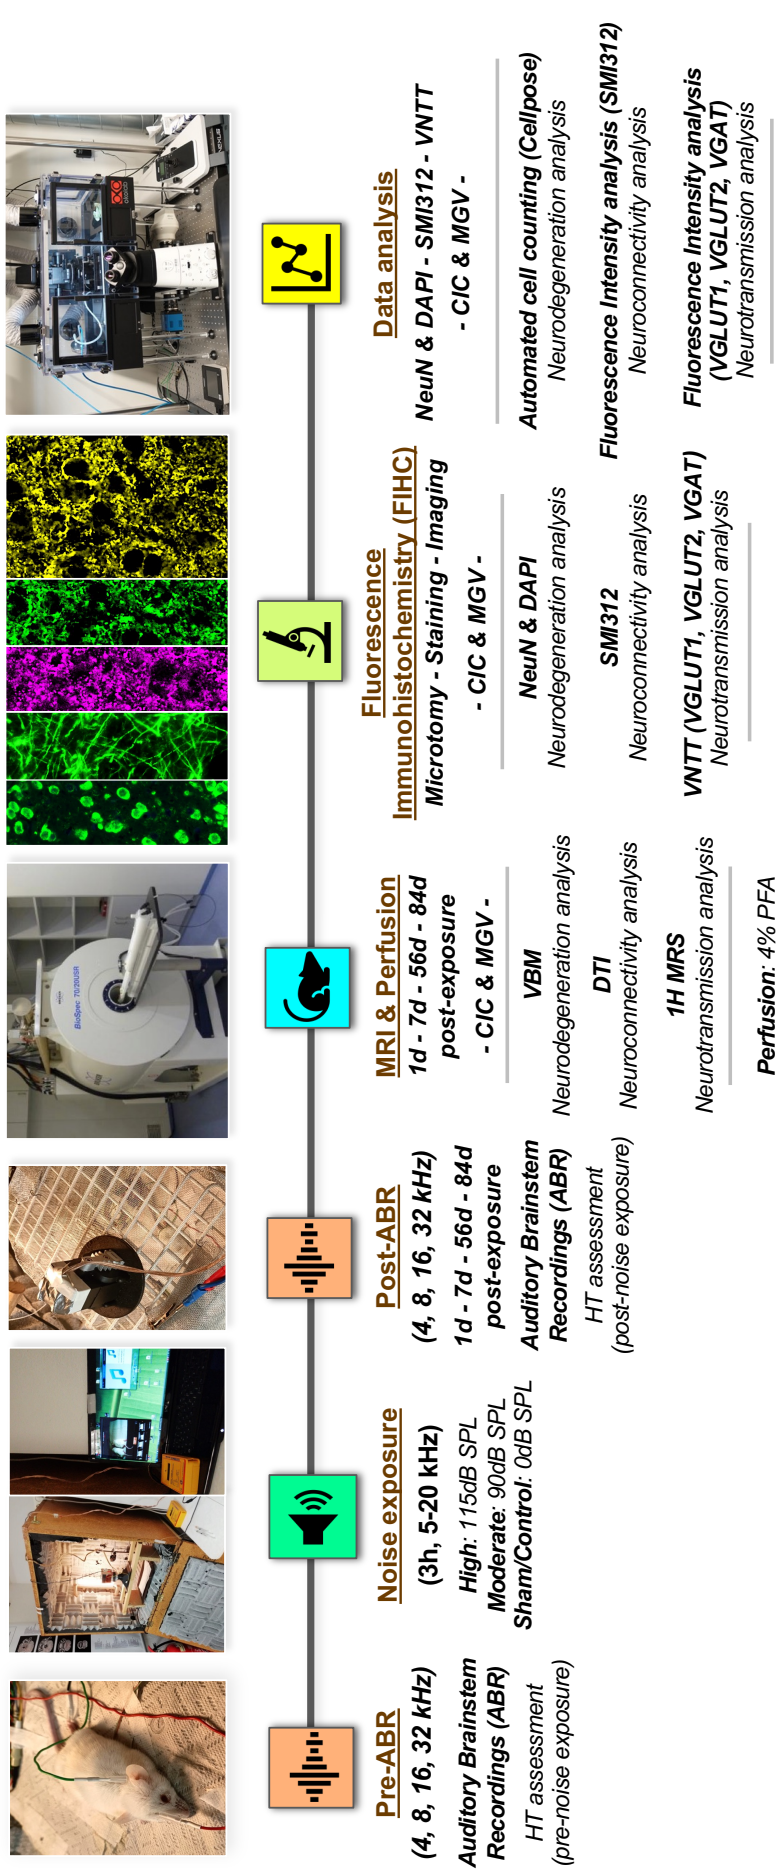 Pre-ABR
(4, 8, 16, 32 kHz)
Auditory Brainstem
Recordings (ABR)
HT assessment
(pre-noise exposure)
Noise exposure
(3h, 5-20 kHz)
High: 115dB SPL
Moderate: 90dB SPL
Sham/Control: 0dB SPL
Post-ABR
(4, 8, 16, 32 kHz)
1d - 7d - 56d - 84d
post-exposure
Auditory Brainstem
Recordings (ABR)
HT assessment
(post-noise exposure)
BioSpec 70/20USR
MRI & Perfusion
1d - 7d - 56d - 84d
post-exposure
- CIC & MGV -
VBM
Neurodegeneration analysis
DTI
Neuroconnectivity analysis
1H MRS
Neurotransmission analysis
Perfusion: 4% PFA
Fluorescence
Immunohistochemistry (FIHC)
Microtomy - Staining - Imaging
- CIC & MGV -
NeuN & DAPI
Neurodegeneration analysis
SMI312
Neuroconnectivity analysis
VNTT (VGLUT1, VGLUT2, VGAT)
Neurotransmission analysis
NEXUS
Data analysis
NeuN & DAPI - SMI312 - VNTT
- CIC & MGV -
Automated cell counting (Cellpose)
Neurodegeneration analysis
Fluorescence Intensity analysis (SMI312)
Neuroconnectivity analysis
Fluorescence Intensity analysis
(VGLUT1, VGLUT2, VGAT)
Neurotransmission analysis